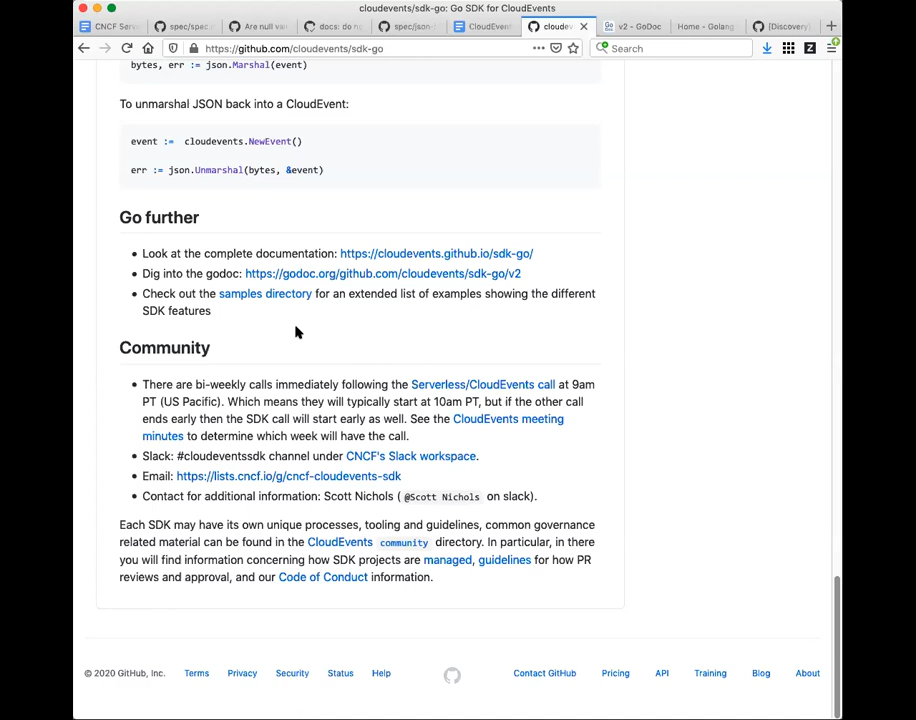 cloudevents/sdk-go: Go SDK for CloudEvents
CNCF Serv
spec/spec.
Are null va
docs: do no
spec/json-
CloudEvent
cloude
v2 - GoDoc
Home - Golang
[Discovery]
https://github.com/cloudevents/sdk-go
Search
bytes, err := json.Marshal(event)
To unmarshal JSON back into a CloudEvent:
event :=  cloudevents.NewEvent()
err := json.Unmarshal(bytes, &event)
Go further
• Look at the complete documentation: https://cloudevents.github.io/sdk-go/
• Dig into the godoc: https://godoc.org/github.com/cloudevents/sdk-go/v2
• Check out the samples directory for an extended list of examples showing the different
SDK features
Community
• There are bi-weekly calls immediately following the Serverless/CloudEvents call at 9am
PT (US Pacific). Which means they will typically start at 10am PT, but if the other call
ends early then the SDK call will start early as well. See the CloudEvents meeting
minutes to determine which week will have the call.
• Slack: #cloudeventssdk channel under CNCF's Slack workspace.
• Email: https://lists.cncf.io/g/cncf-cloudevents-sdk
• Contact for additional information: Scott Nichols ( @Scott Nichols on slack).
Each SDK may have its own unique processes, tooling and guidelines, common governance
related material can be found in the CloudEvents community directory. In particular, in there
you will find information concerning how SDK projects are managed, guidelines for how PR
reviews and approval, and our Code of Conduct information.
© 2020 GitHub, Inc. Terms Privacy Security Status Help Contact GitHub Pricing API Training Blog About